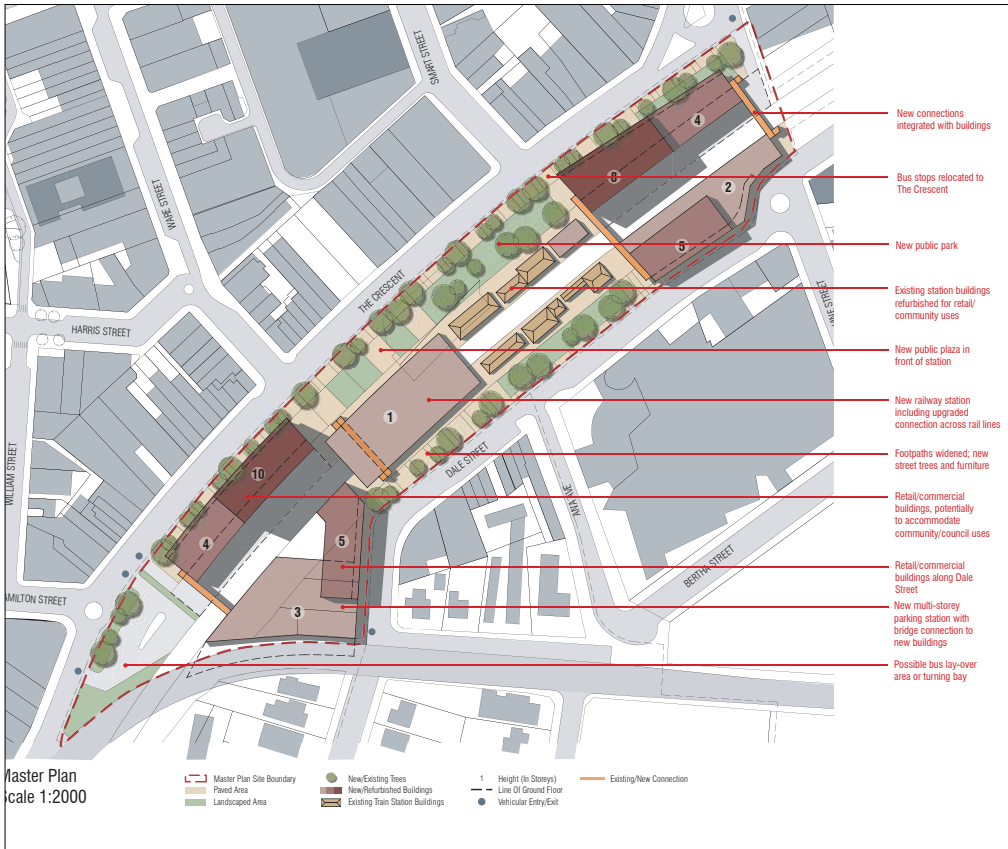 SMART STREET
WARE STREET
THE CRESCENT
HARRIS STREET
WILLIAM STREET
AMILTON STREET
DALE STREET
BERTHA STREET
4
8
2
5
1
10
4
5
3
New connections
integrated with buildings
Bus stops relocated to
The Crescent
New public park
Existing station buildings
refurbished for retail/
community uses
New public plaza in
front of station
New railway station
including upgraded
connection across rail lines
Footpaths widened; new
street trees and furniture
Retail/commercial
buildings, potentially
to accommodate
community/council uses
Retail/commercial
buildings along Dale
Street
New multi-storey
parking station with
bridge connection to
new buildings
Possible bus lay-over
area or turning bay
Master Plan
Scale 1:2000
Master Plan Site Boundary
Paved Area
Landscaped Area
New/Existing Trees
New/Refurbished Buildings
Existing Train Station Buildings
1 Height (In Storeys)
Line Of Ground Floor
Vehicular Entry/Exit
Existing/New Connection